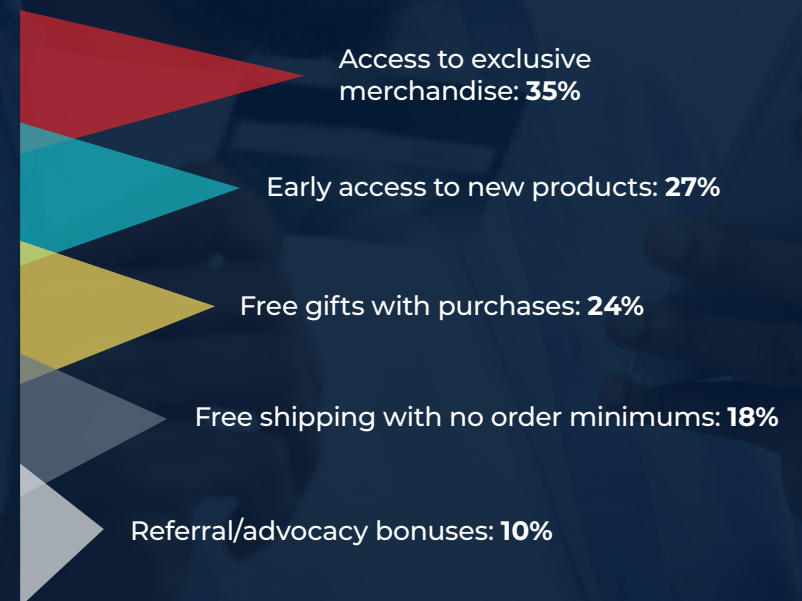 Access to exclusive
merchandise: 35%
Early access to new products: 27%
Free gifts with purchases: 24%
Free shipping with no order minimums: 18%
Referral/advocacy bonuses: 10%